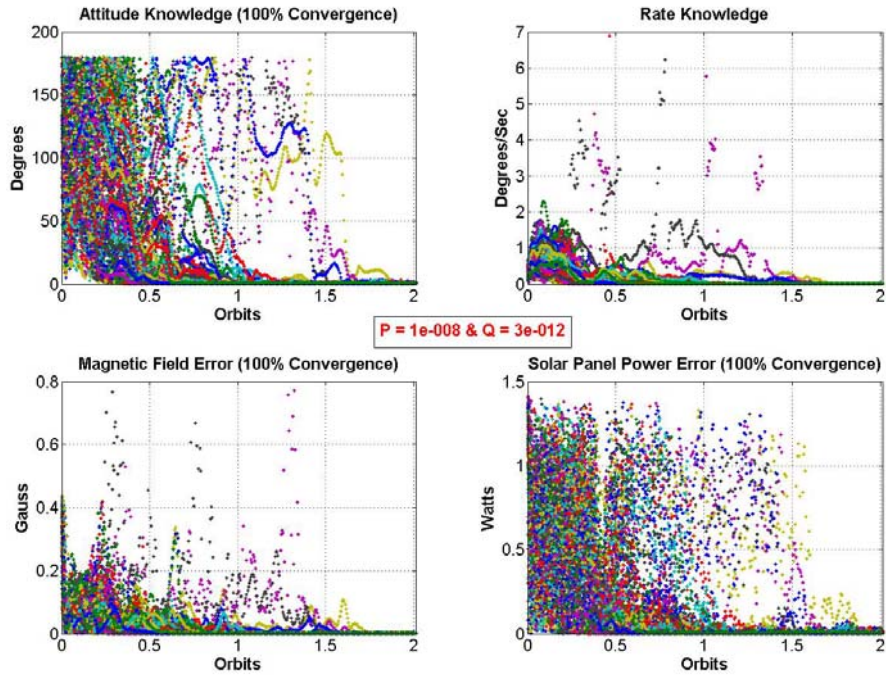 Attitude Knowledge (100% Convergence)
Degrees
200
150
100
50
0
0 0.5 1 1.5 2
Orbits
Rate Knowledge
Degrees/Sec
7
6
5
4
3
2
1
0
0 0.5 1 1.5 2
Orbits
P = 1e-008 & Q = 3e-012
Magnetic Field Error (100% Convergence)
Gauss
0.8
0.6
0.4
0.2
0
0 0.5 1 1.5 2
Orbits
Solar Panel Power Error (100% Convergence)
Watts
1.5
1
0.5
0
0 0.5 1 1.5 2
Orbits